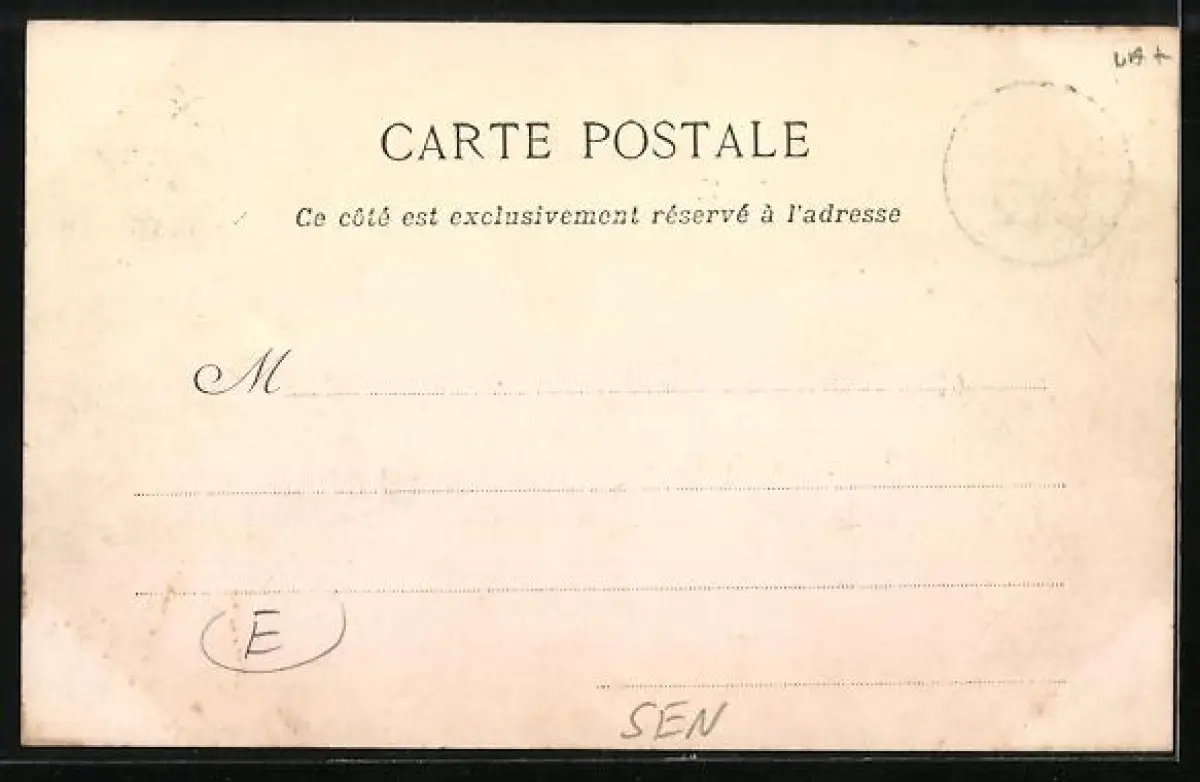 CARTE POSTALE
Ce côté est exclusivement réservé à l'adresse
M
E
SEN